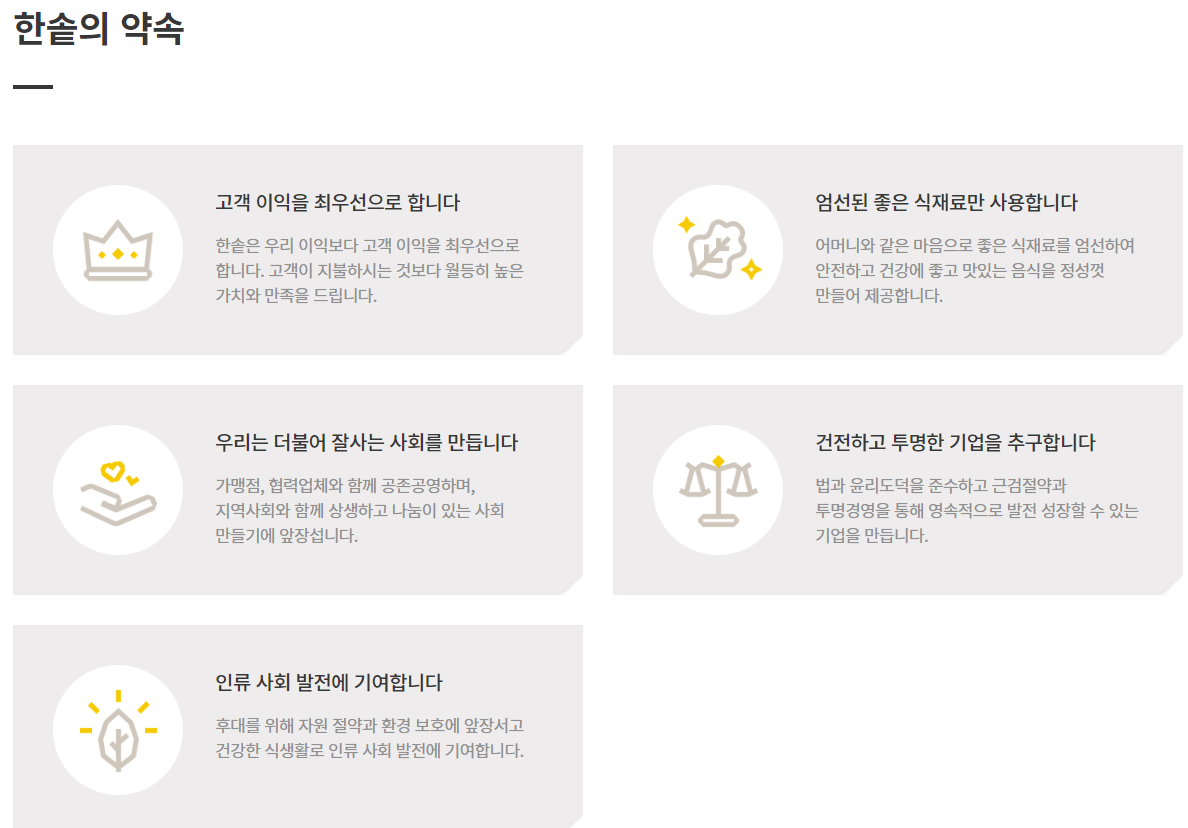 한솥의 약속
고객 이익을 최우선으로 합니다
한솥은 우리 이익보다 고객 이익을 최우선으로
합니다. 고객이 지불하시는 것보다 월등히 높은
가치와 만족을 드립니다.
엄선된 좋은 식재료만 사용합니다
어머니와 같은 마음으로 좋은 식재료를 엄선하여
안전하고 건강에 좋고 맛있는 음식을 정성껏
만들어 제공합니다.
우리는 더불어 잘사는 사회를 만듭니다
가맹점, 협력업체와 함께 공존공영하며,
지역사회와 함께 상생하고 나눔이 있는 사회
만들기에 앞장섭니다.
건전하고 투명한 기업을 추구합니다
법과 윤리도덕을 준수하고 근검절약과
투명경영을 통해 영속적으로 발전 성장할 수 있는
기업을 만듭니다.
인류 사회 발전에 기여합니다
후대를 위해 자원 절약과 환경 보호에 앞장서고
건강한 식생활로 인류 사회 발전에 기여합니다.